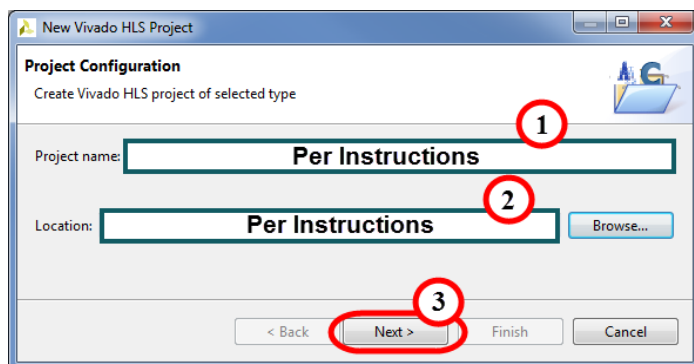 New Vivado HLS Project
Project Configuration
Create Vivado HLS project of selected type
1
Project name: Per Instructions
2
Location: Per Instructions Browse...
3
< Back Next > Finish Cancel